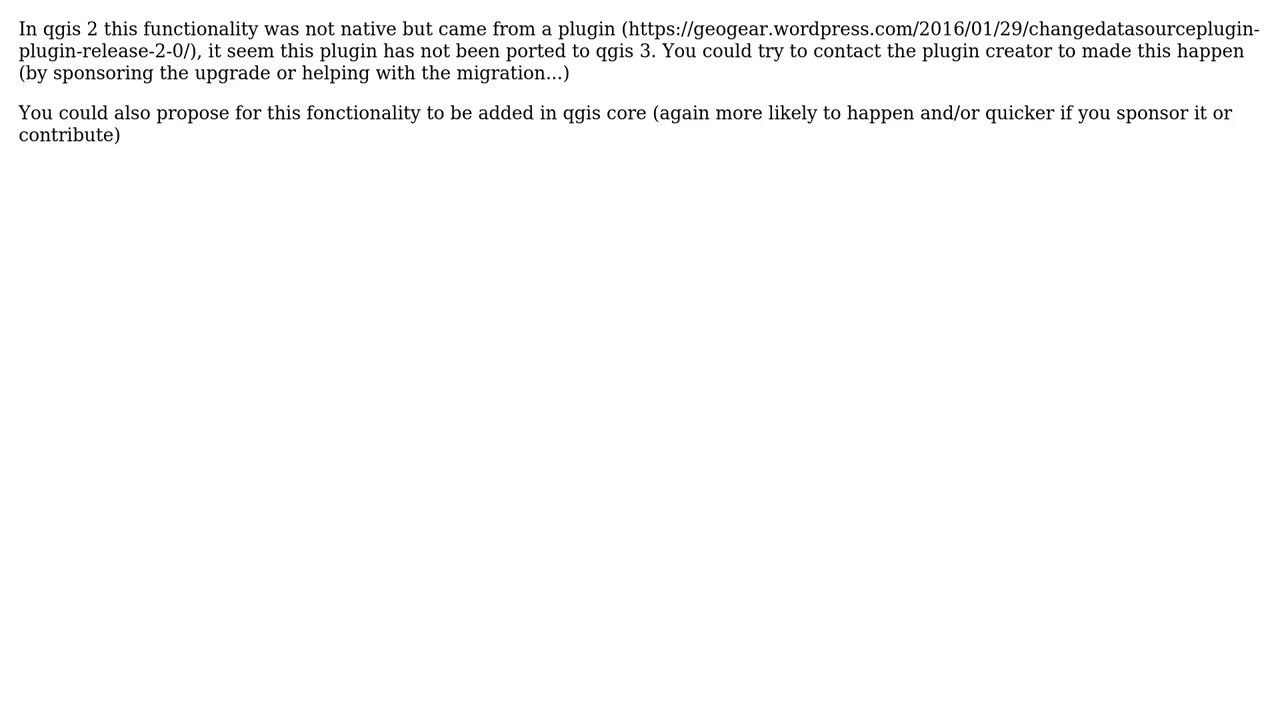 In qgis 2 this functionality was not native but came from a plugin (https://geogear.wordpress.com/2016/01/29/changedatasourceplugin-
plugin-release-2-0/), it seem this plugin has not been ported to qgis 3. You could try to contact the plugin creator to made this happen
(by sponsoring the upgrade or helping with the migration...)
You could also propose for this fonctionality to be added in qgis core (again more likely to happen and/or quicker if you sponsor it or
contribute)